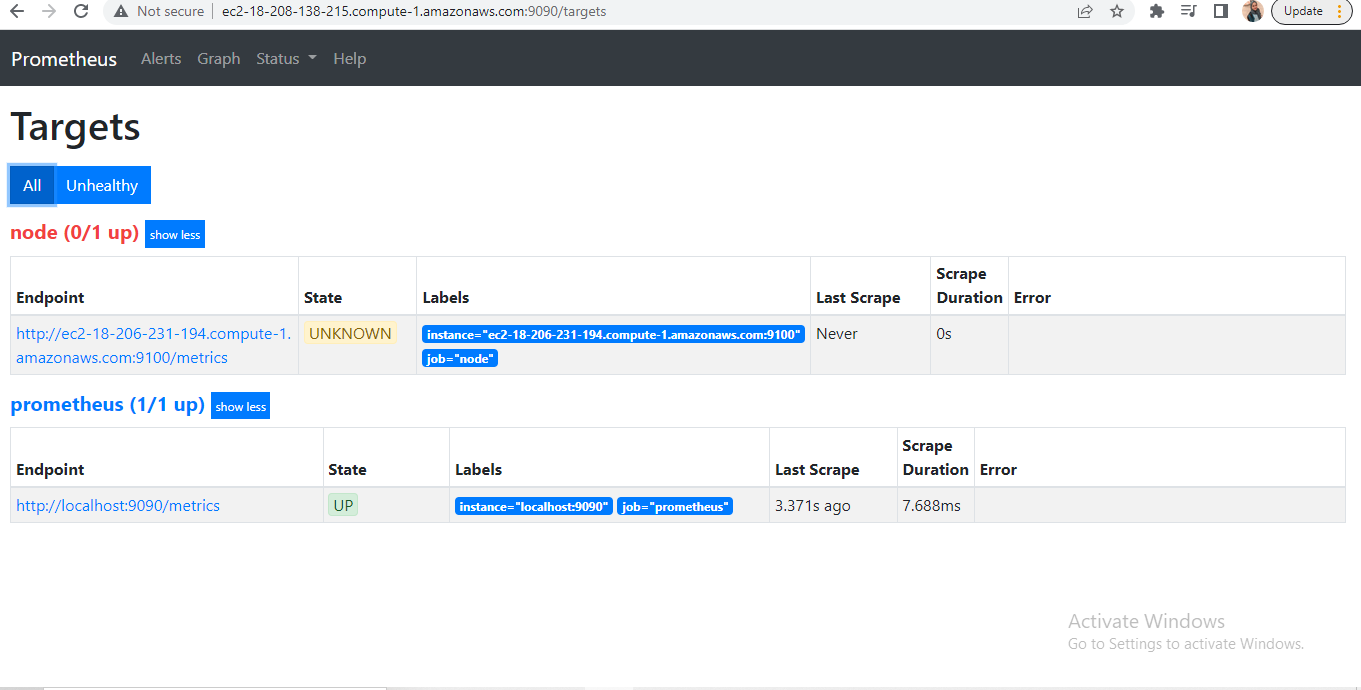 Not secure | ec2-18-208-138-215.compute-1.amazonaws.com:9090/targets Update
Prometheus Alerts Graph Status Help
Targets
All Unhealthy
node (0/1 up) show less
Endpoint State Labels Last Scrape Scrape Duration Error
http://ec2-18-206-231-194.compute-1. UNKNOWN instance="ec2-18-206-231-194.compute-1.amazonaws.com:9100" Never 0s
amazonaws.com:9100/metrics job="node"
prometheus (1/1 up) show less
Endpoint State Labels Last Scrape Scrape Duration Error
http://localhost:9090/metrics UP instance="localhost:9090" job="prometheus" 3.371s ago 7.688ms
Activate Windows
Go to Settings to activate Windows.